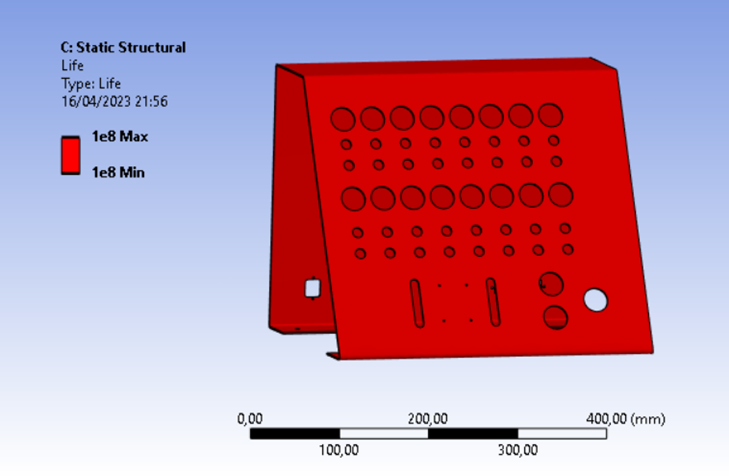 C: Static Structural
Life
Type: Life
16/04/2023 21:56
1e8 Max
1e8 Min
0,00 200,00 400,00 (mm)
100,00 300,00